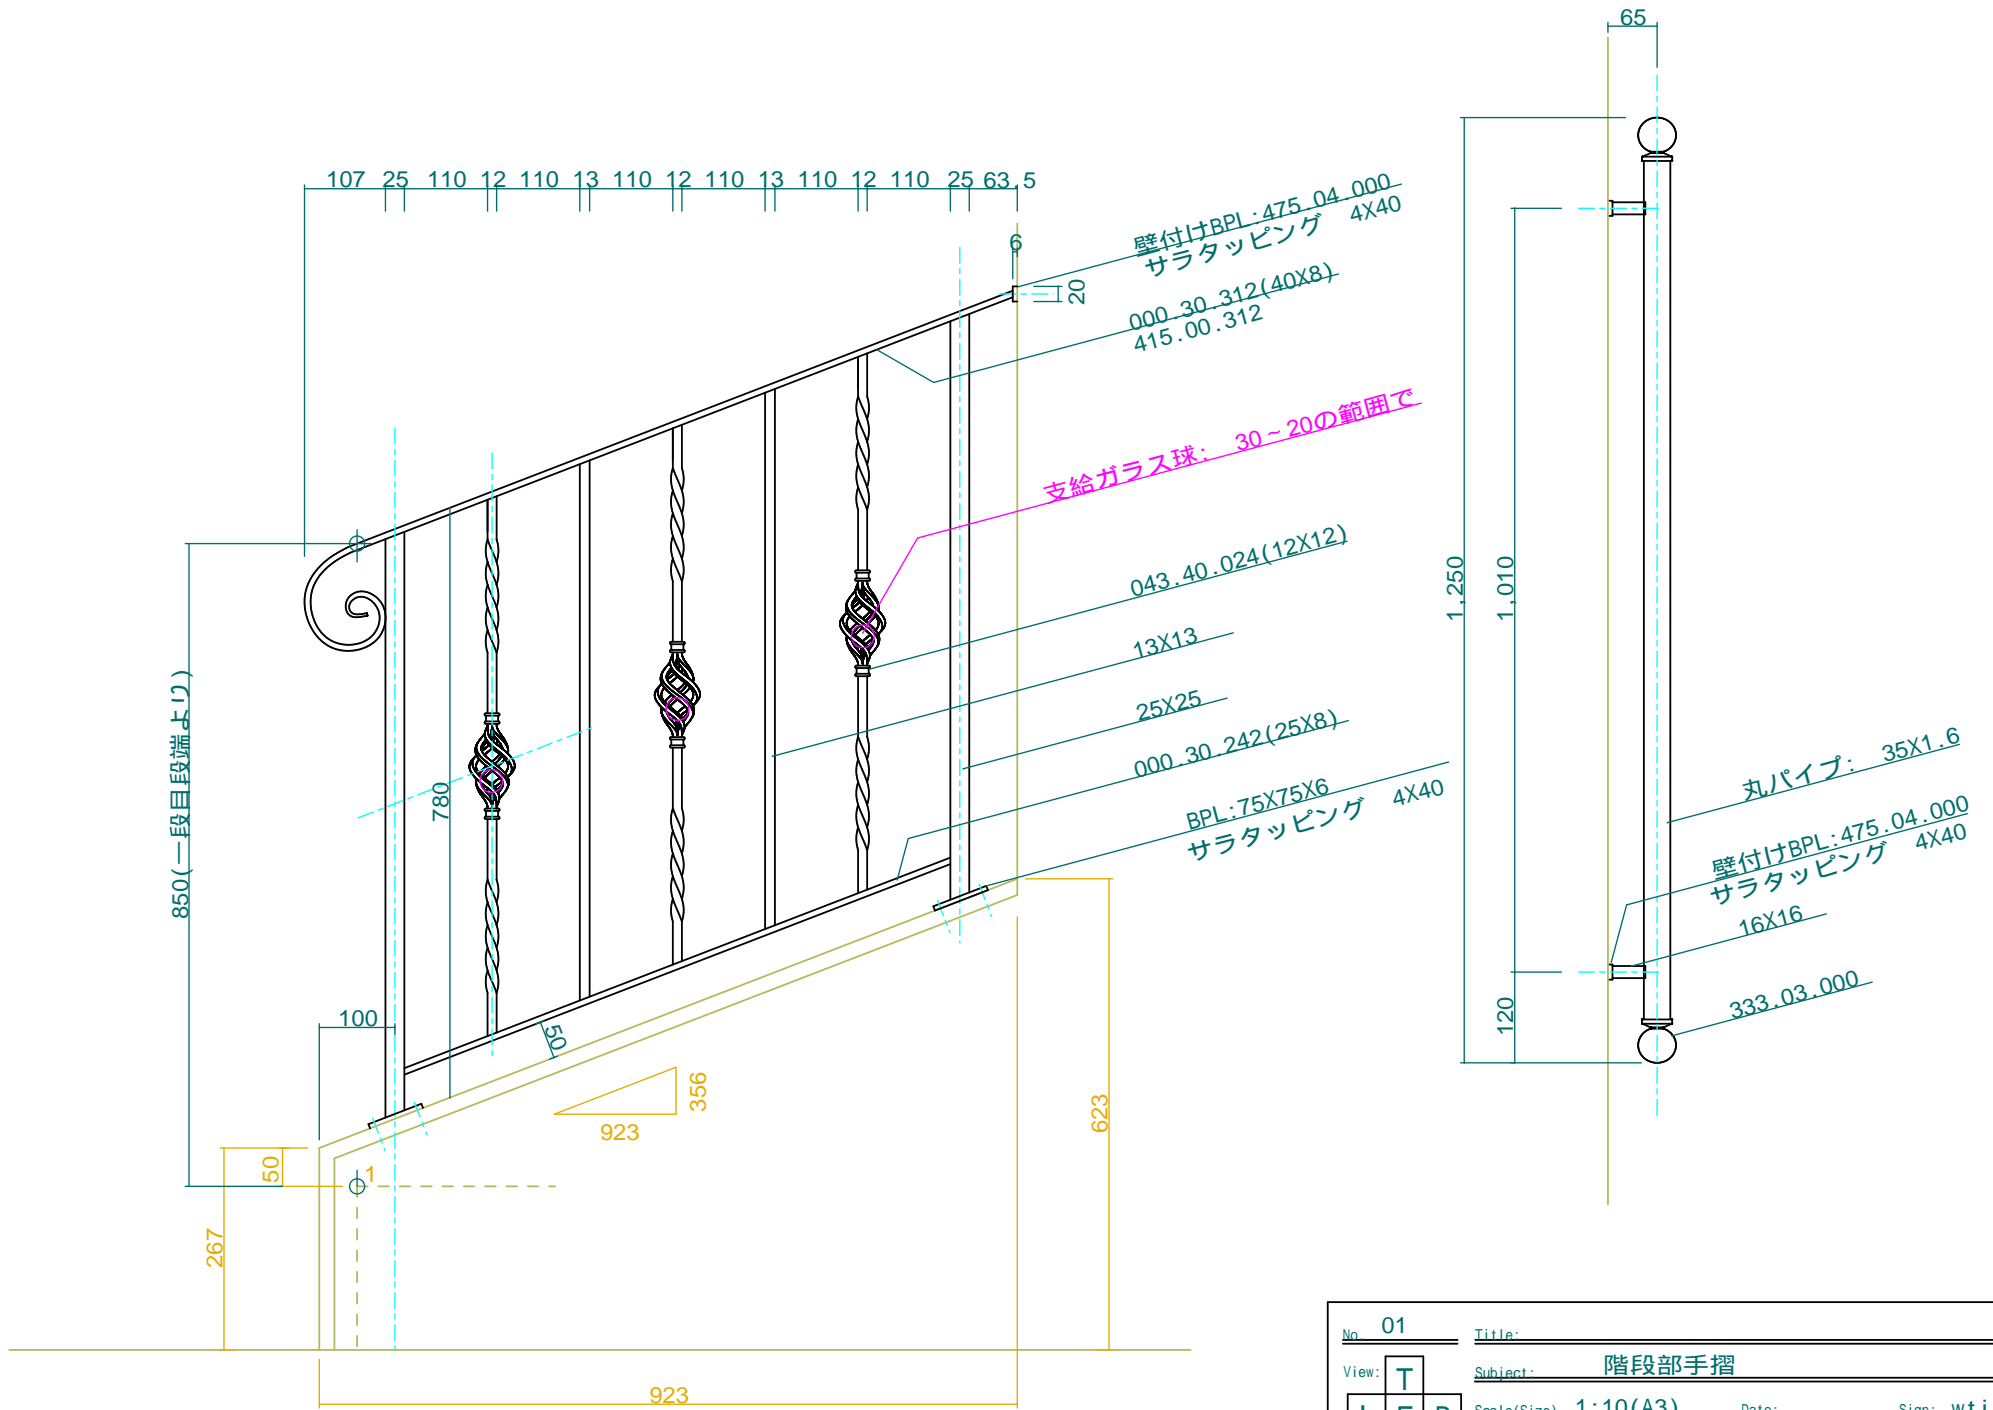 65
107 25 110 12 110 13 110 12 110 13 110 12 110 25 63.5
壁付けBPL:475.04.000
サラタッピング 4X40
6
20
000.30.312(40X8)
415.00.312
支給ガラス球: 30~20の範囲で
043.40.024(12X12)
13X13
25X25
000.30.242(25X8)
BPL:75X75X6
サラタッピング 4X40
850(一段目段端より)
780
100
50
356
923
623
50
1
267
923
1,250
1,010
120
丸パイプ: 35X1.6
壁付けBPL:475.04.000
サラタッピング 4X40
16X16
333.03.000
No. 01
Title:
View: T
Subject: 階段部手摺
Scale(Size) 1:10(A3) Date: Sign: